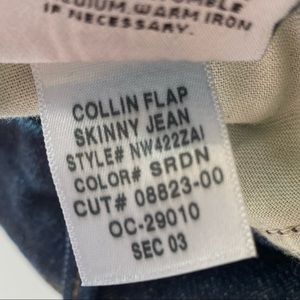 MEDIUM, WARM IRON
IF NECESSARY.
COLLIN FLAP
SKINNY JEAN
STYLE# NW422ZAI
COLOR# SRDN
CUT# 08823-00
OC-29010
SEC 03